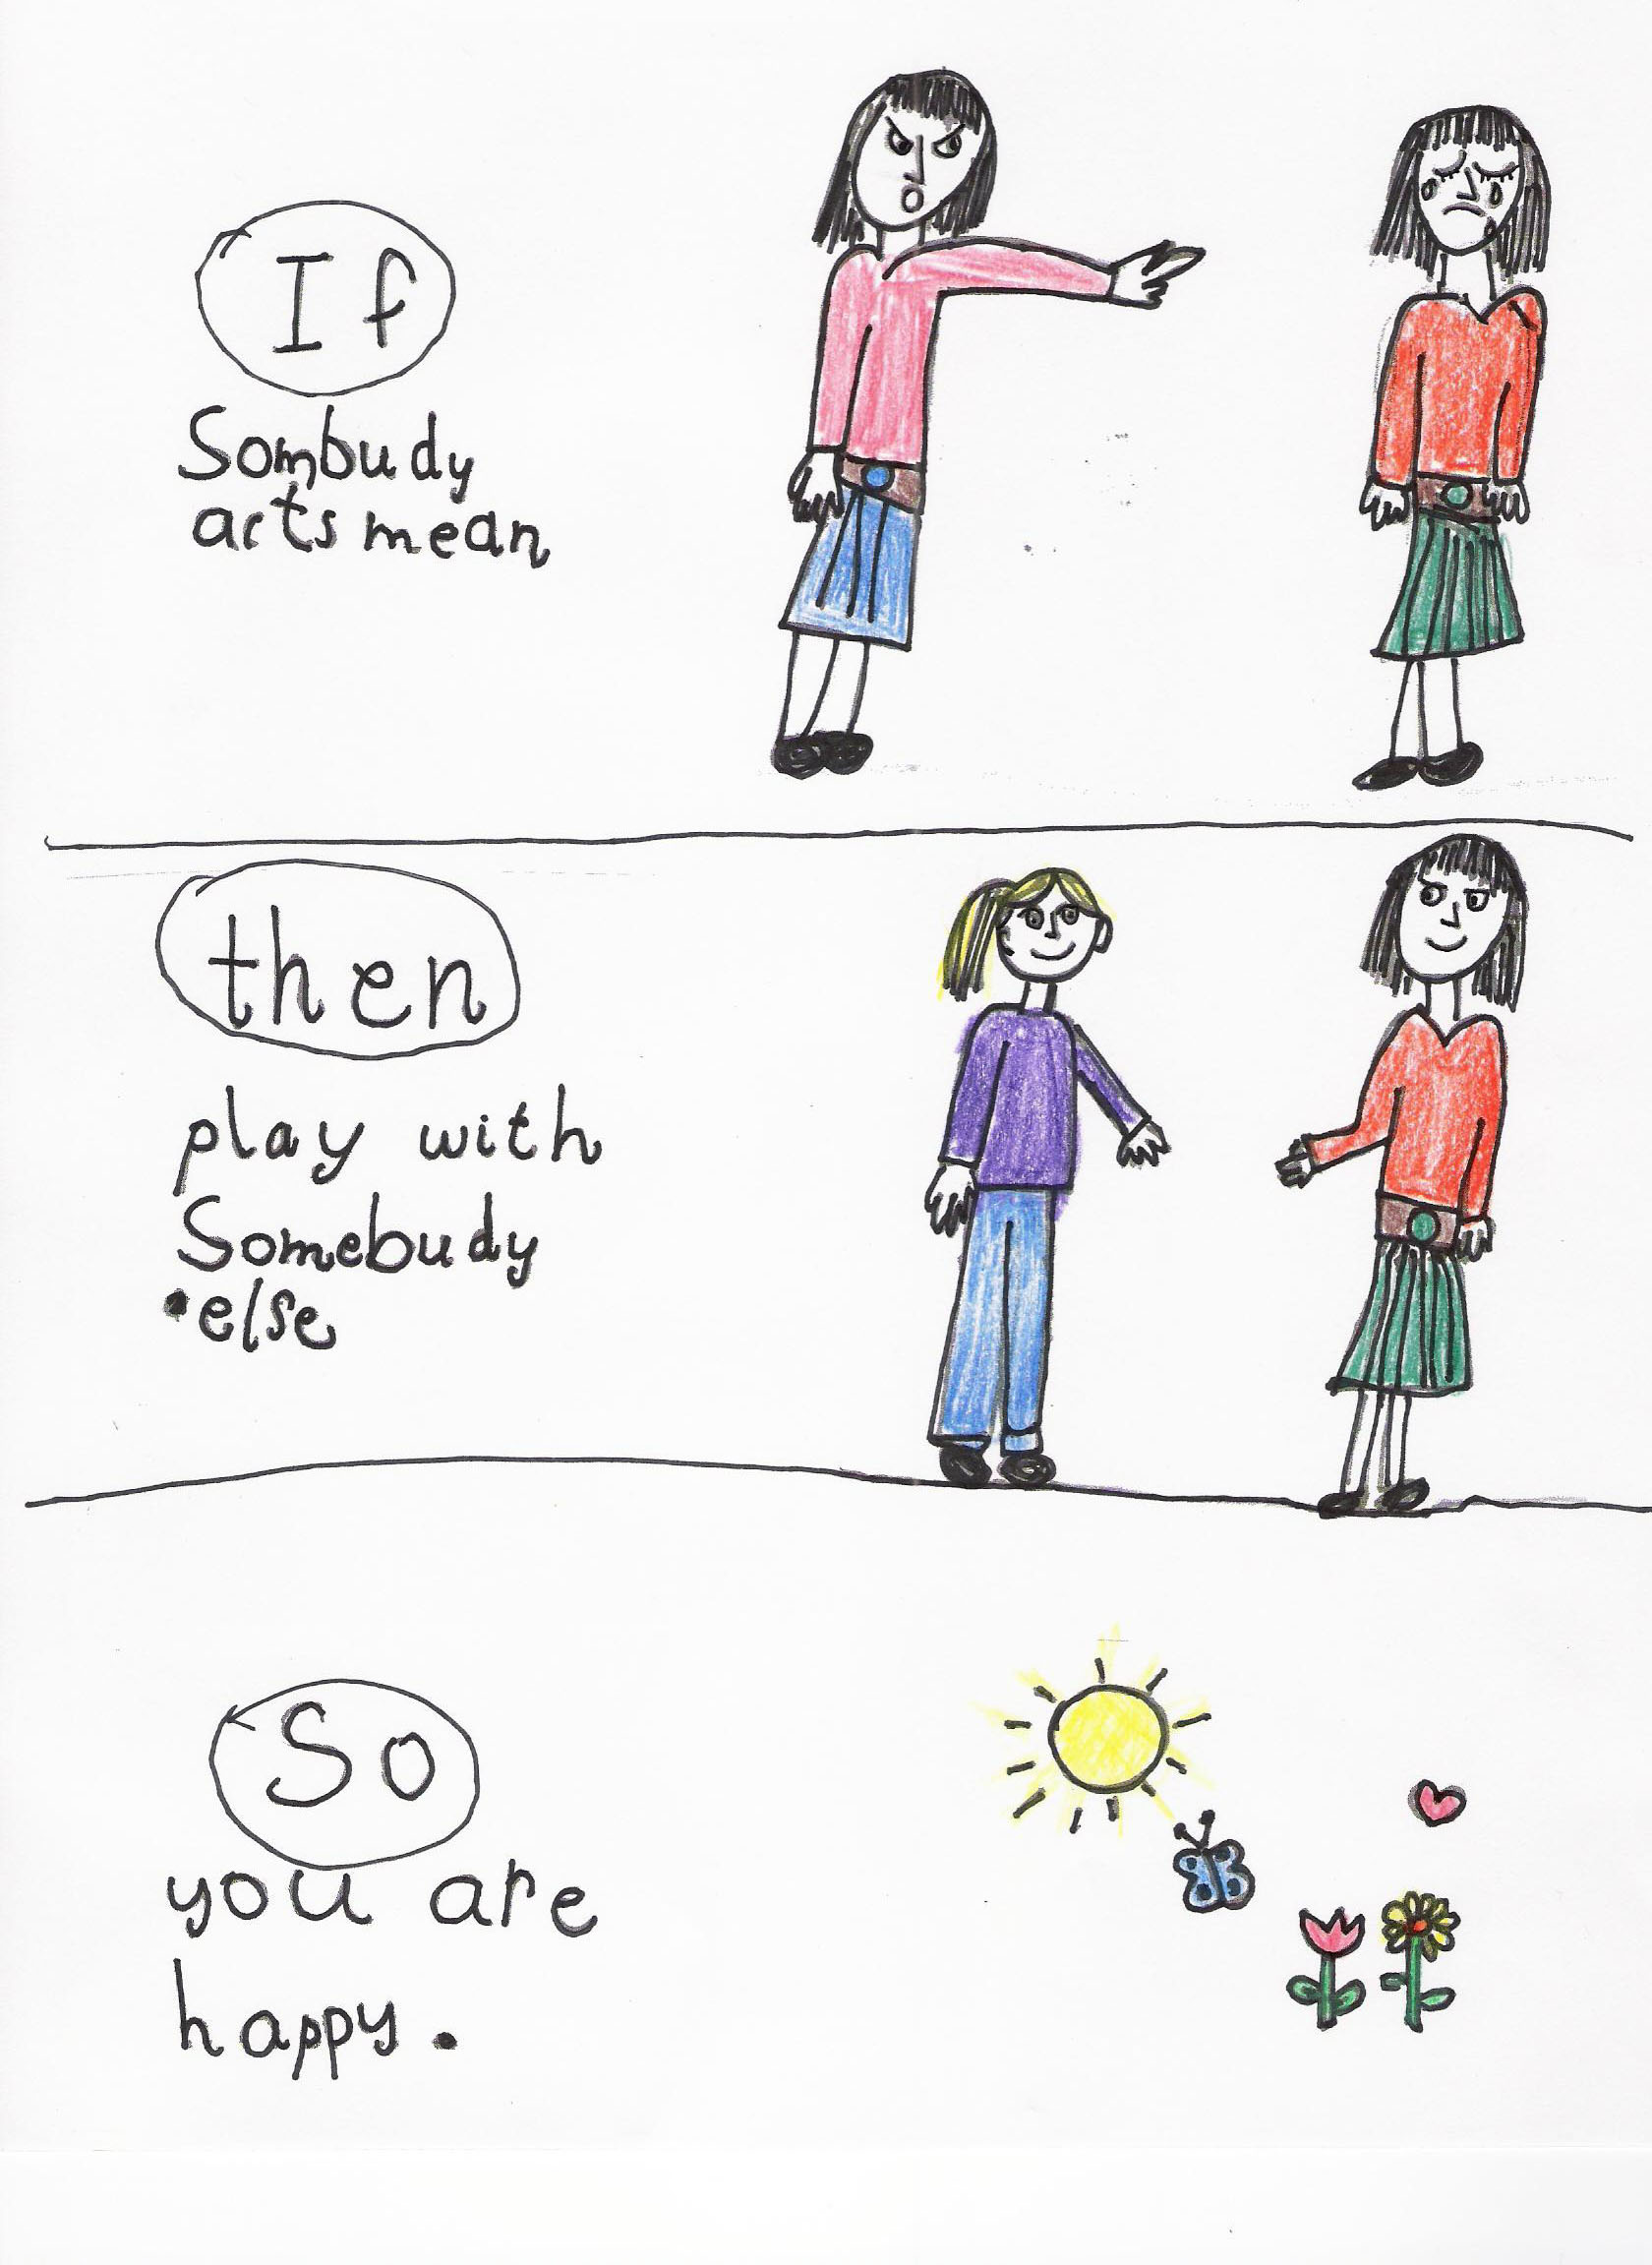 If
Sombudy
acts mean
then
play with
Somebudy
else
So
you are
happy.